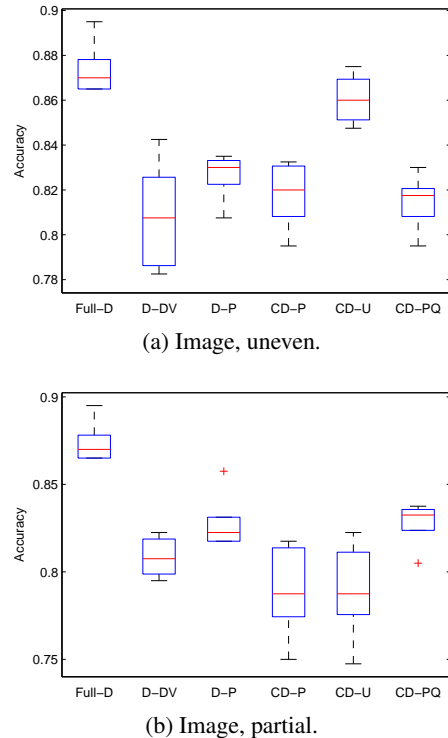 0.9
0.88
0.86
0.84
0.82
0.8
0.78
Accuracy
Full−D D−DV D−P CD−P CD−U CD−PQ
(a) Image, uneven.
0.9
0.85
0.8
0.75
Accuracy
Full−D D−DV D−P CD−P CD−U CD−PQ
(b) Image, partial.